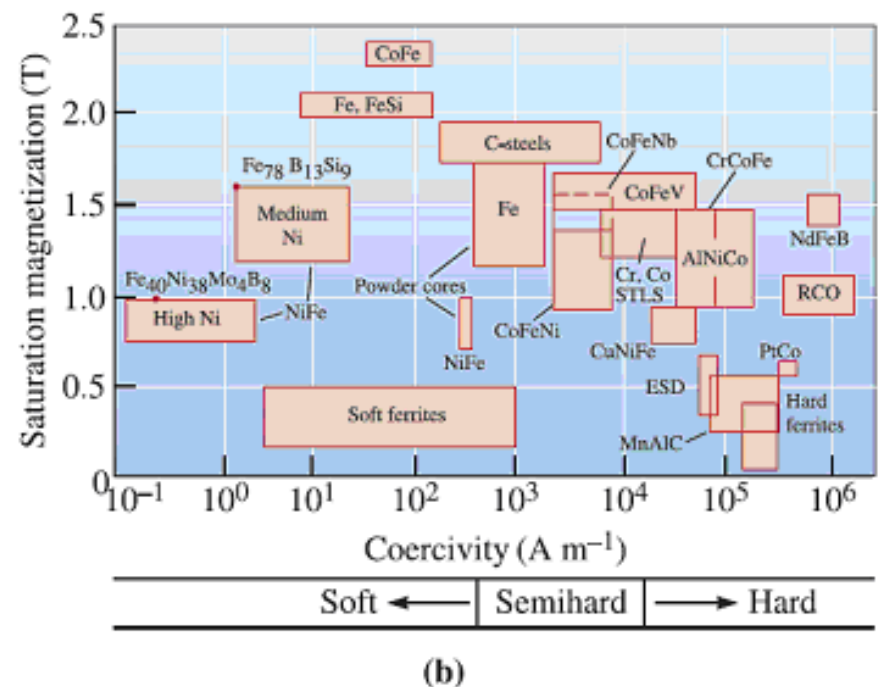 2.5
2.0
1.5
1.0
0.5
0
Saturation magnetization (T)
CoFe
Fe, FeSi
C-steels
CoFeNb
CrCoFe
Fe₇₈ B₁₃Si₉
Medium
Ni
Fe
CoFeV
NdFeB
AlNiCo
Cr, Co
STLS
Powder cores
Fe₄₀Ni₃₈Mo₄B₈
High Ni
NiFe
NiFe
CoFeNi
CuNiFe
RCO
PtCo
ESD
Soft ferrites
Hard
ferrites
MnAlC
10⁻¹ 10⁰ 10¹ 10² 10³ 10⁴ 10⁵ 10⁶
Coercivity (A m⁻¹)
Soft ← Semihard → Hard
(b)